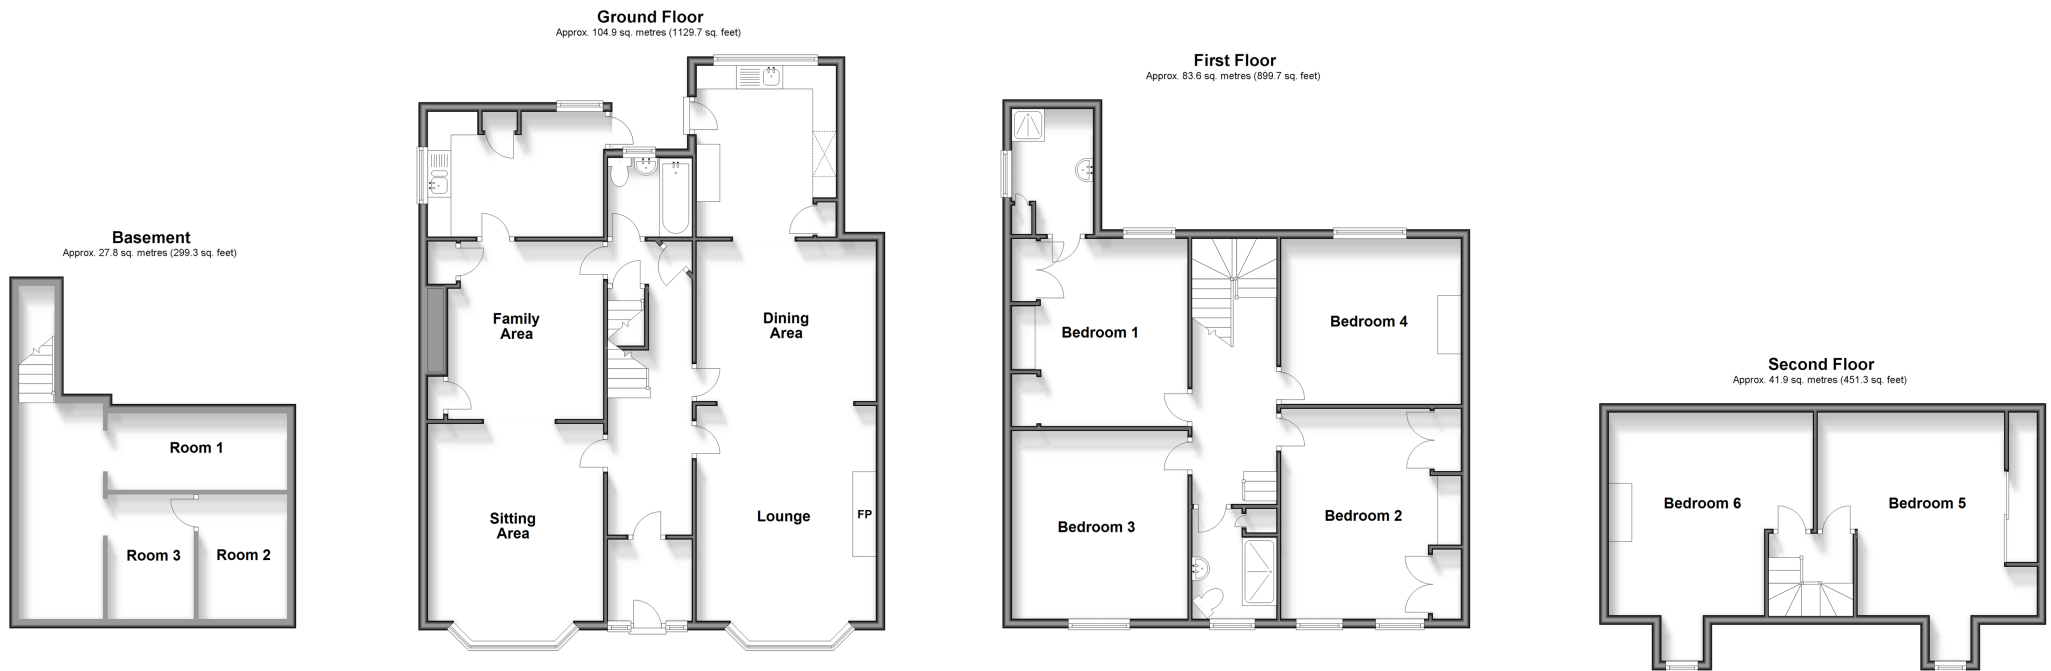 Basement
Approx. 27.8 sq. metres (299.3 sq. feet)
Room 1
Room 3
Room 2
Ground Floor
Approx. 104.9 sq. metres (1129.7 sq. feet)
Family
Area
Dining
Area
Sitting
Area
Lounge
FP
First Floor
Approx. 83.6 sq. metres (899.7 sq. feet)
Bedroom 1
Bedroom 4
Bedroom 3
Bedroom 2
Second Floor
Approx. 41.9 sq. metres (451.3 sq. feet)
Bedroom 6
Bedroom 5